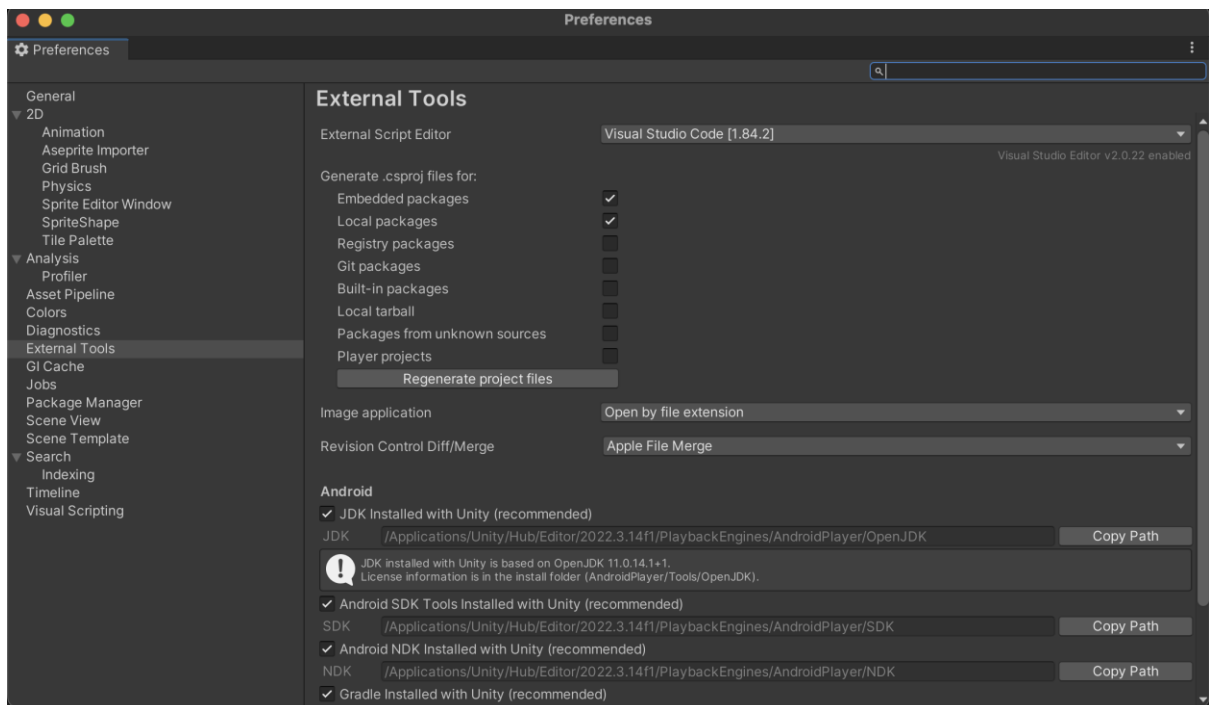 Preferences
Preferences
General
2D
Animation
Aseprite Importer
Grid Brush
Physics
Sprite Editor Window
SpriteShape
Tile Palette
Analysis
Profiler
Asset Pipeline
Colors
Diagnostics
External Tools
GI Cache
Jobs
Package Manager
Scene View
Scene Template
Search
Indexing
Timeline
Visual Scripting
External Tools
External Script Editor Visual Studio Code [1.84.2]
Visual Studio Editor v2.0.22 enabled
Generate .csproj files for:
Embedded packages
Local packages
Registry packages
Git packages
Built-in packages
Local tarball
Packages from unknown sources
Player projects
Regenerate project files
Image application Open by file extension
Revision Control Diff/Merge Apple File Merge
Android
JDK Installed with Unity (recommended)
JDK /Applications/Unity/Hub/Editor/2022.3.14f1/PlaybackEngines/AndroidPlayer/OpenJDK Copy Path
JDK installed with Unity is based on OpenJDK 11.0.14.1+1.
License information is in the install folder (AndroidPlayer/Tools/OpenJDK).
Android SDK Tools Installed with Unity (recommended)
SDK /Applications/Unity/Hub/Editor/2022.3.14f1/PlaybackEngines/AndroidPlayer/SDK Copy Path
Android NDK Installed with Unity (recommended)
NDK /Applications/Unity/Hub/Editor/2022.3.14f1/PlaybackEngines/AndroidPlayer/NDK Copy Path
Gradle Installed with Unity (recommended)